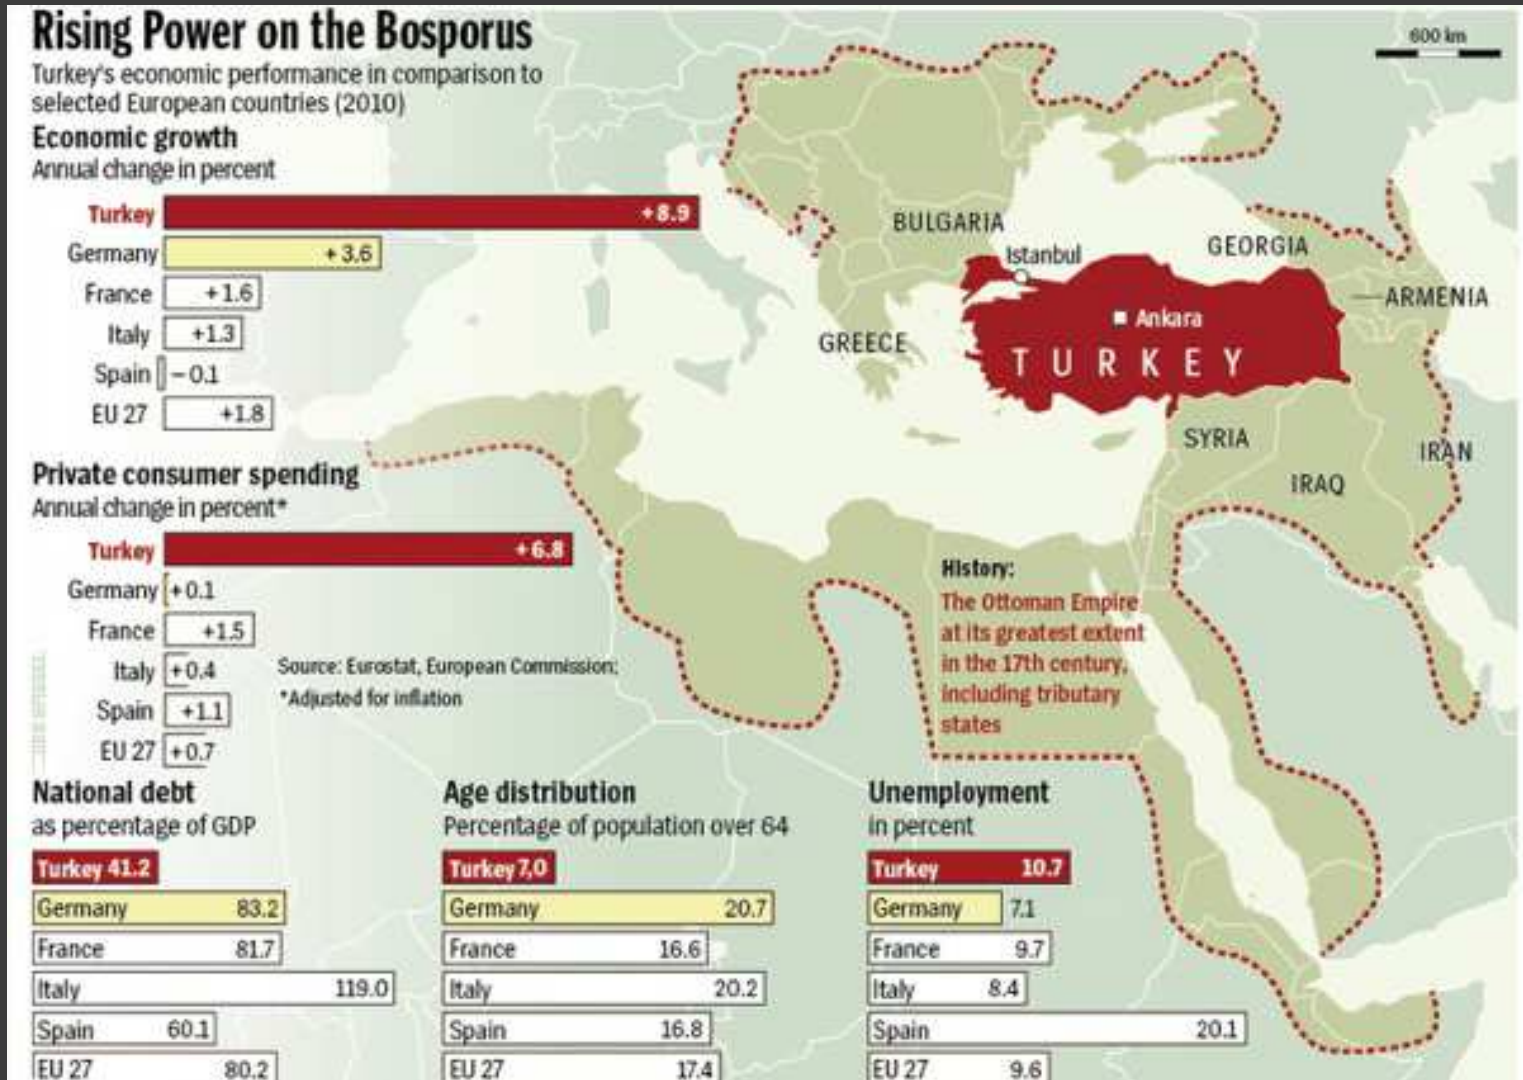 Rising Power on the Bosporus
Turkey's economic performance in comparison to
selected European countries (2010)
Economic growth
Annual change in percent
Turkey +8.9
Germany +3.6
France +1.6
Italy +1.3
Spain –0.1
EU 27 +1.8
Private consumer spending
Annual change in percent*
Turkey +6.8
Germany +0.1
France +1.5
Italy +0.4
Spain +1.1
EU 27 +0.7
Source: Eurostat, European Commission;
*Adjusted for inflation
National debt
as percentage of GDP
Turkey 41.2
Germany 83.2
France 81.7
Italy 119.0
Spain 60.1
EU 27 80.2
Age distribution
Percentage of population over 64
Turkey 7,0
Germany 20.7
France 16.6
Italy 20.2
Spain 16.8
EU 27 17.4
Unemployment
in percent
Turkey 10.7
Germany 7.1
France 9.7
Italy 8.4
Spain 20.1
EU 27 9.6
600 km
BULGARIA
Istanbul
GEORGIA
ARMENIA
Ankara
GREECE
TURKEY
SYRIA
IRAN
IRAQ
History:
The Ottoman Empire
at its greatest extent
in the 17th century,
including tributary
states